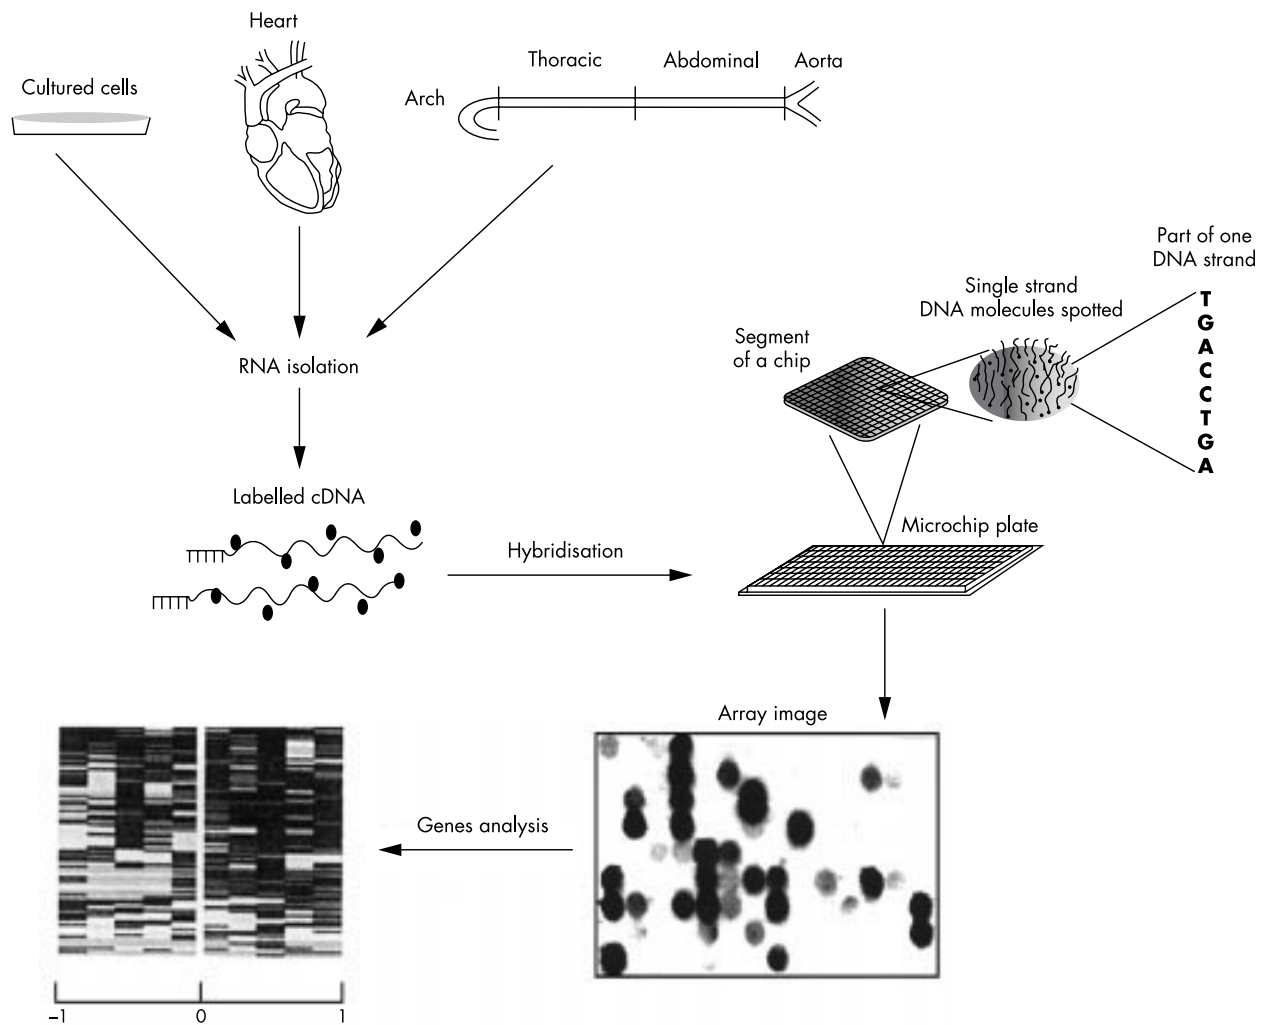 Heart
Cultured cells
Arch
Thoracic
Abdominal
Aorta
RNA isolation
Labelled cDNA
Hybridisation
Segment
of a chip
Single strand
DNA molecules spotted
Part of one
DNA strand
T
G
A
C
C
T
G
A
Microchip plate
Array image
Genes analysis
–1
0
1